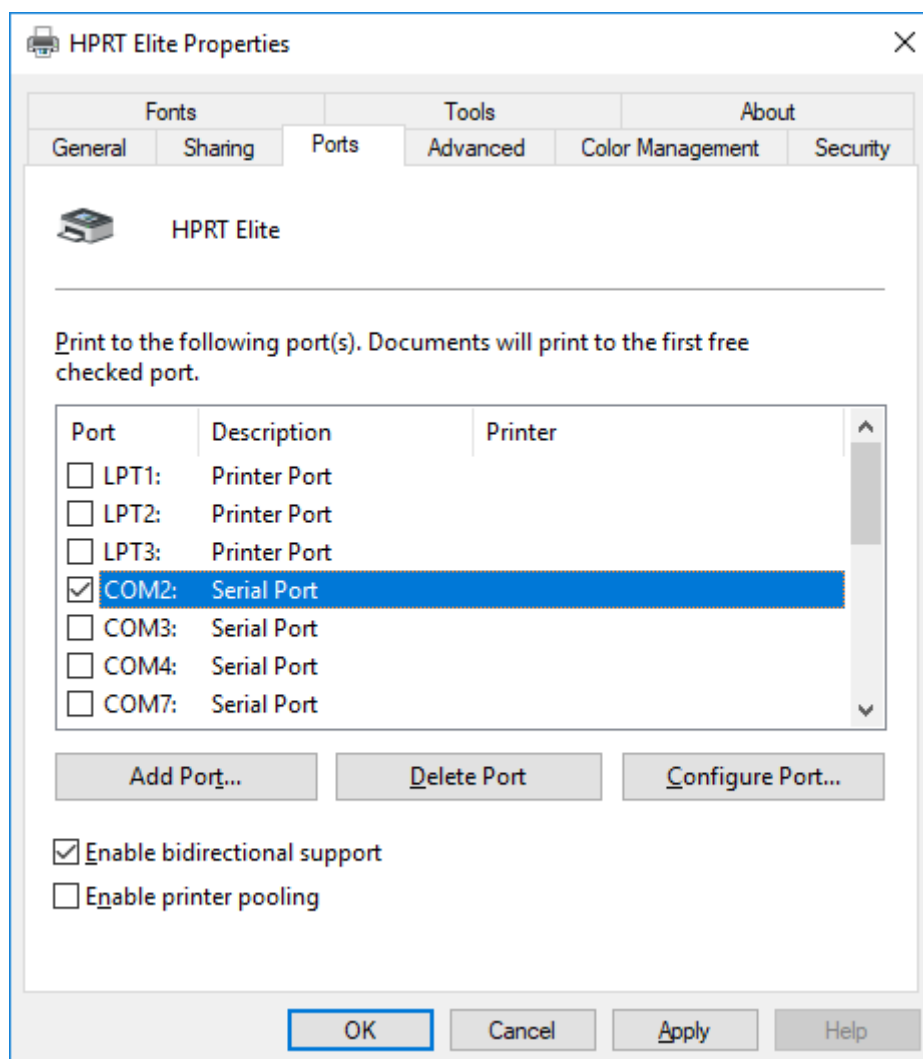 HPRT Elite Properties
Fonts Tools About
General Sharing Ports Advanced Color Management Security
HPRT Elite
Print to the following port(s). Documents will print to the first free
checked port.
Port Description Printer
LPT1: Printer Port
LPT2: Printer Port
LPT3: Printer Port
COM2: Serial Port
COM3: Serial Port
COM4: Serial Port
COM7: Serial Port
Add Port... Delete Port Configure Port...
Enable bidirectional support
Enable printer pooling
OK Cancel Apply Help